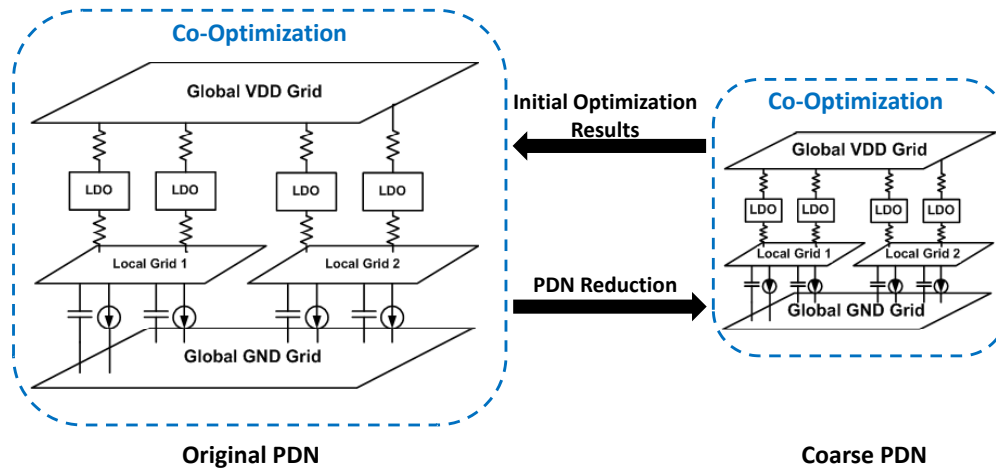 Co-Optimization
Global VDD Grid
LDO LDO LDO LDO
Local Grid 1 Local Grid 2
Global GND Grid
Original PDN
Initial Optimization
Results
PDN Reduction
Co-Optimization
Global VDD Grid
LDO LDO LDO LDO
Local Grid 1 Local Grid 2
Global GND Grid
Coarse PDN